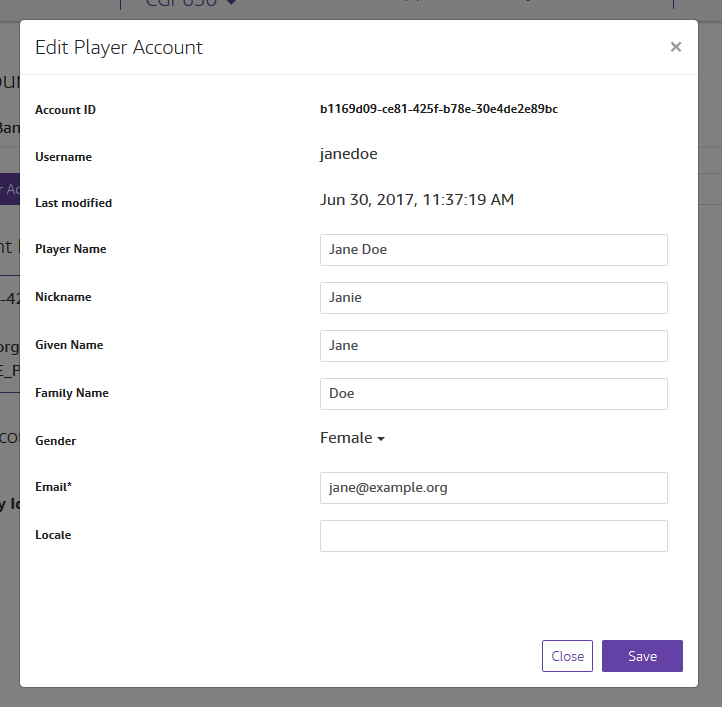 Edit Player Account
×
Account ID b1169d09-ce81-425f-b78e-30e4de2e89bc
Username janedoe
Last modified Jun 30, 2017, 11:37:19 AM
Player Name Jane Doe
Nickname Janie
Given Name Jane
Family Name Doe
Gender Female
Email* jane@example.org
Locale
Close Save